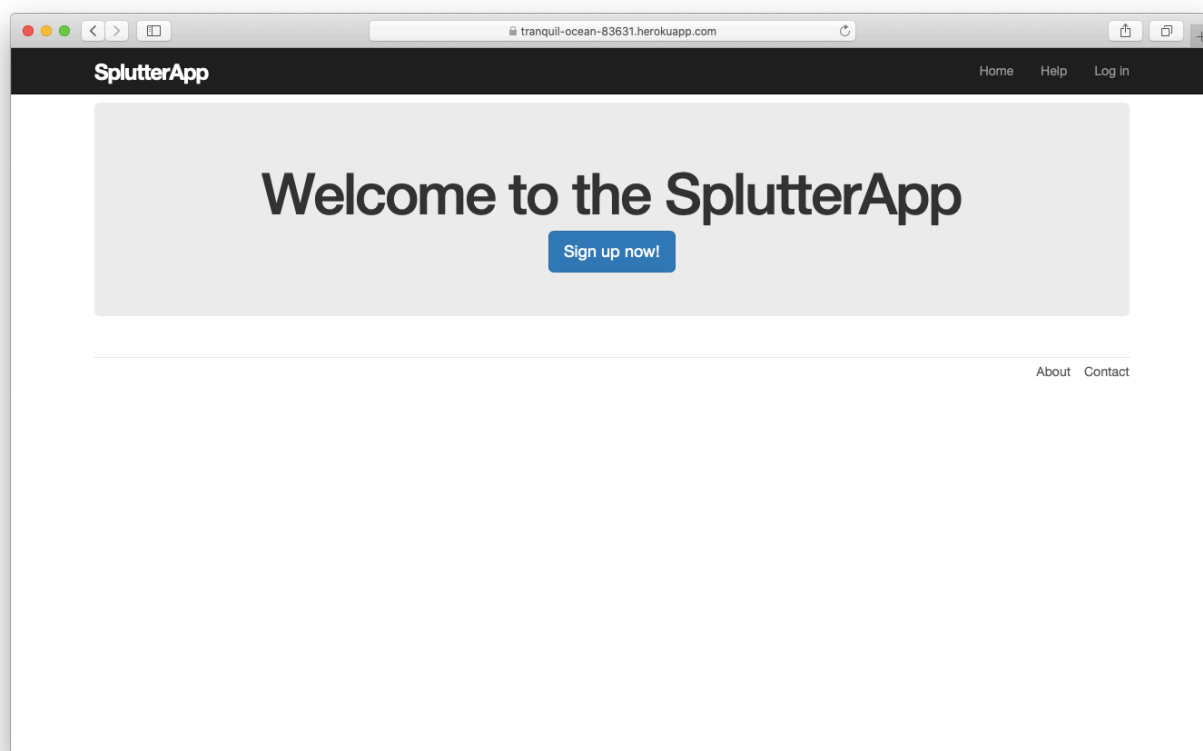 tranquil-ocean-83631.herokuapp.com
SplutterApp
Home Help Log in
Welcome to the SplutterApp
Sign up now!
About Contact